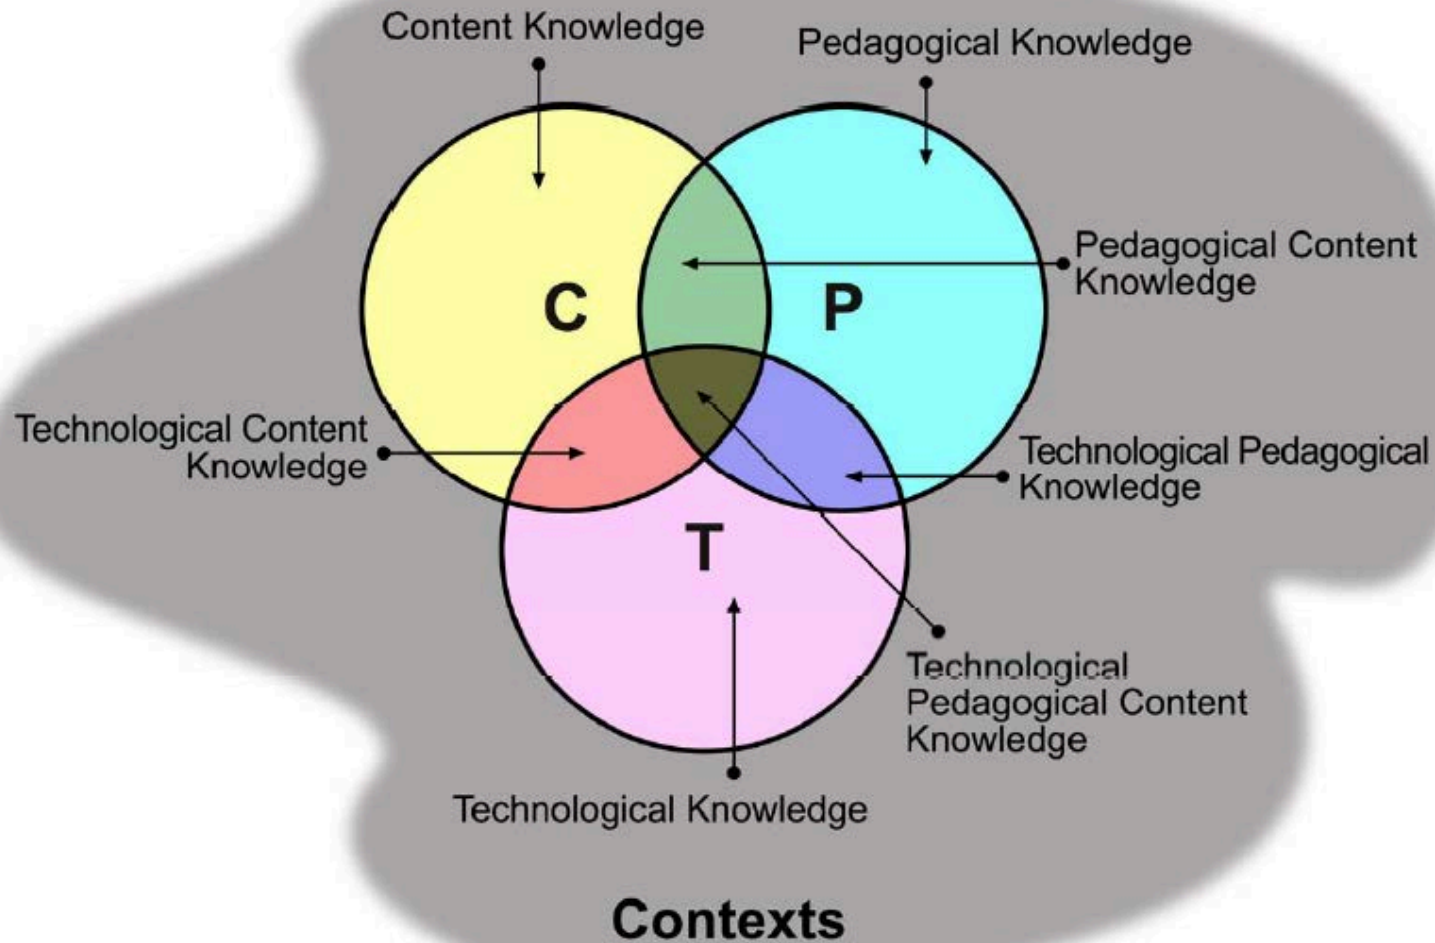 Content Knowledge
Pedagogical Knowledge
Pedagogical Content
Knowledge
C
P
Technological Content
Knowledge
Technological Pedagogical
Knowledge
T
Technological
Pedagogical Content
Knowledge
Technological Knowledge
Contexts